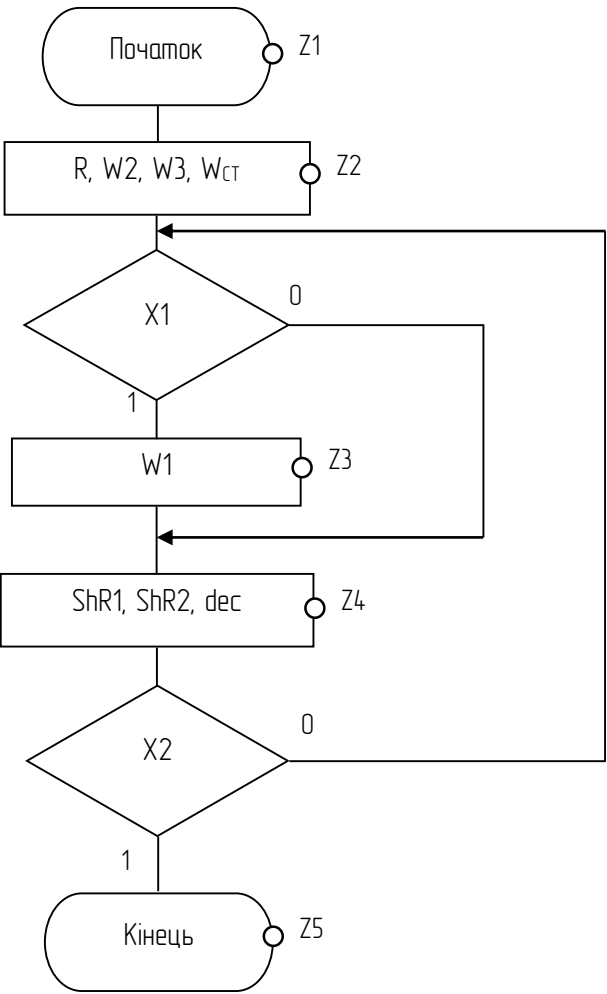 Початок
Z1
R, W2, W3, WСТ
Z2
X1
0
1
W1
Z3
ShR1, ShR2, dec
Z4
X2
0
1
Кінець
Z5